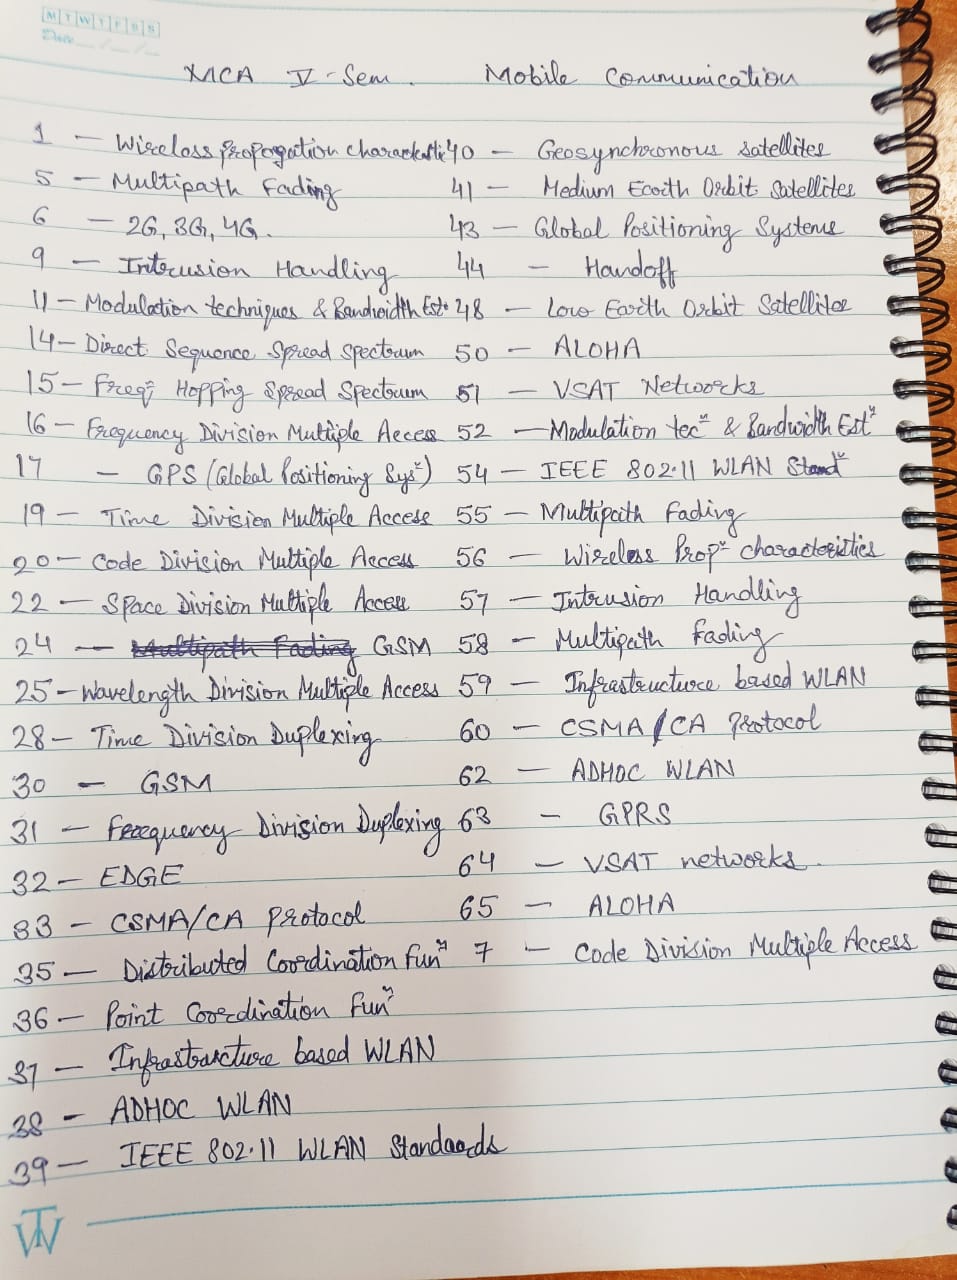 M T W T F S S
Date
XMCA V-Sem. Mobile Communication
1 – Wireless Propogation characteristic
5 – Multipath Fading
6 – 2G, 3G, 4G.
9 – Intrusion Handling
11 – Modulation techniques & Bandwidth Est.
14 – Direct Sequence Spread Spectrum
15 – Freqⁿ Hopping Spread Spectrum
16 – Frequency Division Multiple Access
17 – GPS (Global Positioning Sysⁿ)
19 – Time Division Multiple Access
20 – Code Division Multiple Access
22 – Space Division Multiple Access
24 – Multipath Fading GSM
25 – Wavelength Division Multiple Access
28 – Time Division Duplexing
30 – GSM
31 – Frequency Division Duplexing
32 – EDGE
33 – CSMA/CA Protocol
35 – Distributed Coordination Funⁿ
36 – Point Coordination Funⁿ
37 – Infrastructure based WLAN
38 – ADHOC WLAN
39 – IEEE 802.11 WLAN Standards
40 – Geosynchronous Satellites
41 – Medium Earth Orbit Satellites
43 – Global Positioning Systems
44 – Handoff
48 – Low Earth Orbit Satellites
50 – ALOHA
51 – VSAT Networks
52 – Modulation tecⁿ & Bandwidth Estⁿ
54 – IEEE 802.11 WLAN Standⁿ
55 – Multipath Fading
56 – Wireless Propⁿ characteristics
57 – Intrusion Handling
58 – Multipath Fading
59 – Infrastructure based WLAN
60 – CSMA/CA Protocol
62 – ADHOC WLAN
63 – GPRS
64 – VSAT networks.
65 – ALOHA
7 – Code Division Multiple Access